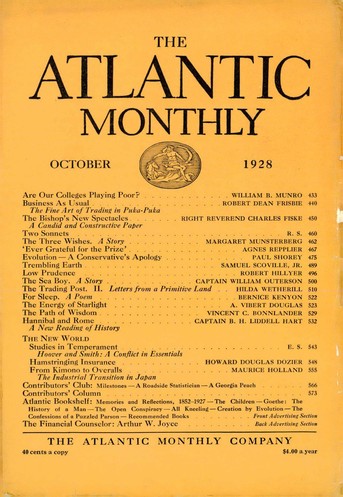 THE
ATLANTIC
MONTHLY
OCTOBER 1928
Are Our Colleges Playing Poor? WILLIAM B. MUNRO 433
Business As Usual ROBERT DEAN FRISBIE 440
The Fine Art of Trading in Puka-Puka
The Bishop's New Spectacles RIGHT REVEREND CHARLES FISKE 450
A Candid and Constructive Paper
Two Sonnets R. S. 460
The Three Wishes. A Story MARGARET MUNSTERBERG 462
'Ever Grateful for the Prize' AGNES REPPLIER 467
Evolution — A Conservative's Apology PAUL SHOREY 475
Trembling Earth SAMUEL SCOVILLE, JR. 489
Low Prudence ROBERT HILLYER 496
The Sea Boy. A Story CAPTAIN WILLIAM OUTERSON 500
The Trading Post. II. Letters from a Primitive Land HILDA WETHERILL 510
For Sleep. A Poem BERNICE KENYON 522
The Energy of Starlight A. VIBERT DOUGLAS 523
The Path of Wisdom VINCENT C. BONNLANDER 529
Hannibal and Rome CAPTAIN B. H. LIDDELL HART 532
A New Reading of History
THE NEW WORLD
Studies in Temperament E. S. 543
Hoover and Smith: A Conflict in Essentials
Hamstringing Insurance HOWARD DOUGLAS DOZIER 548
From Kimono to Overalls MAURICE HOLLAND 555
The Industrial Transition in Japan
Contributors' Club: Milestones — A Roadside Statistician — A Georgia Peach 566
Contributors' Column 573
Atlantic Bookshelf: Memories and Reflections, 1852-1927 — The Children — Goethe: The
History of a Man — The Open Conspiracy — All Kneeling — Creation by Evolution — The
Confessions of a Puzzled Parson — Recommended Books Front Advertising Section
The Financial Counselor: Arthur W. Joyce Back Advertising Section
THE ATLANTIC MONTHLY COMPANY
40 cents a copy $4.00 a year